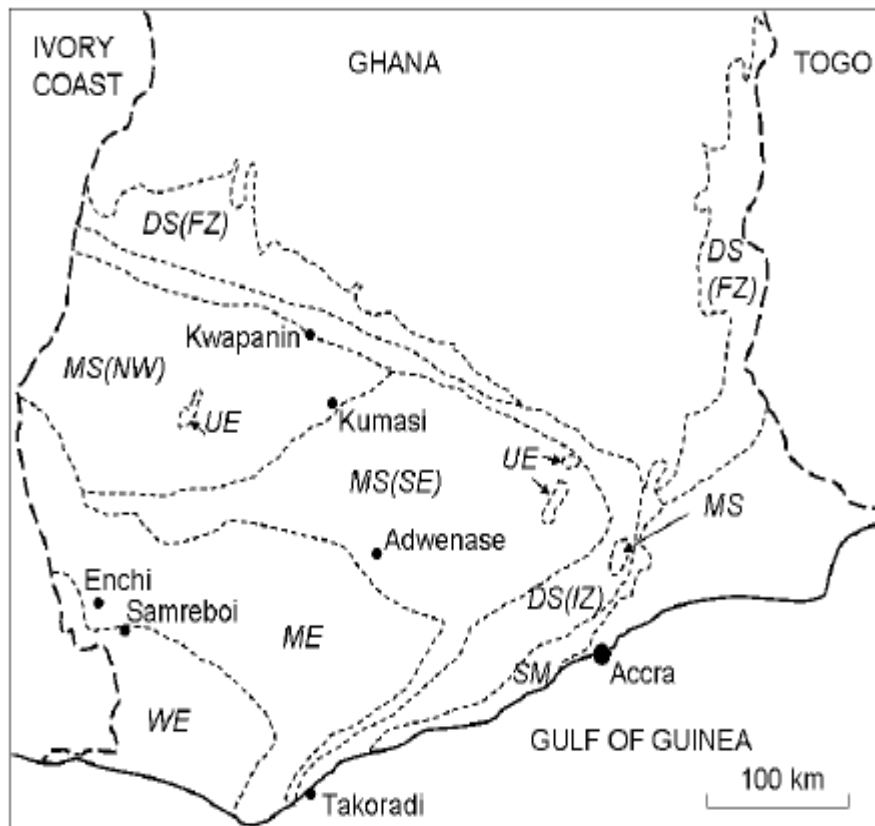 IVORY
COAST
GHANA
TOGO
DS(FZ)
DS
(FZ)
Kwapanin
MS(NW)
UE
Kumasi
UE
MS(SE)
MS
Adwenase
Enchi
Samreboi
DS(IZ)
ME
SM
Accra
WE
GULF OF GUINEA
100 km
Takoradi